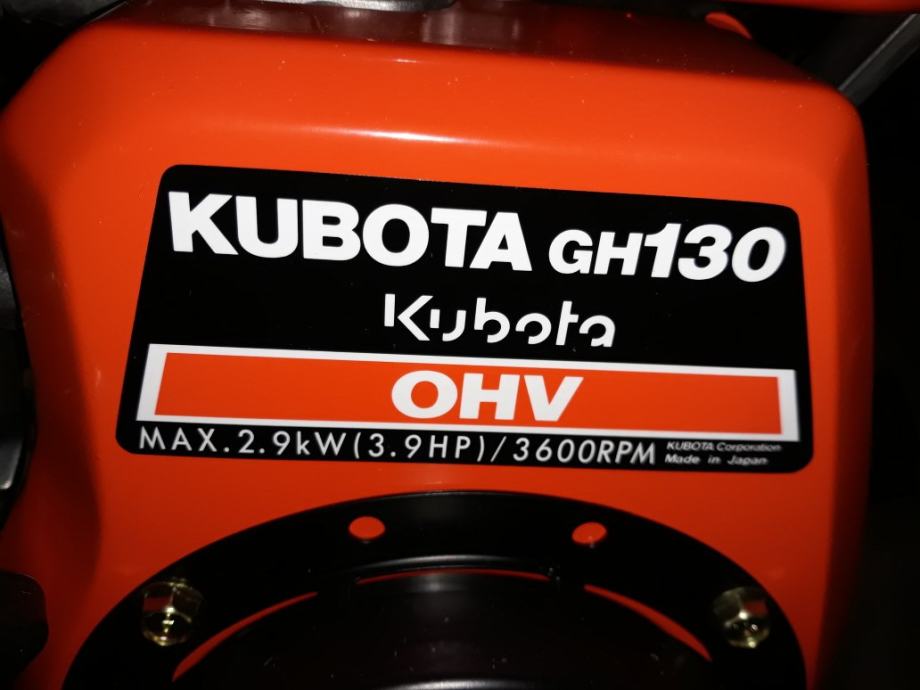 KUBOTA GH130
Kubota
OHV
MAX.2.9kW(3.9HP)/3600RPM
KUBOTA Corporation
Made in Japan